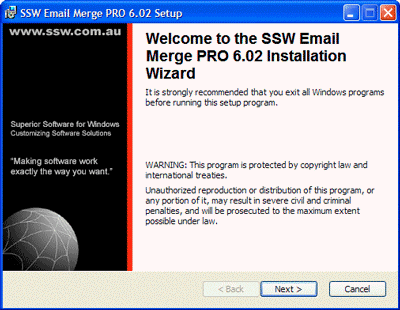 SSW Email Merge PRO 6.02 Setup
www.ssw.com.au
Superior Software for Windows
Customizing Software Solutions
"Making software work
exactly the way you want."
Welcome to the SSW Email
Merge PRO 6.02 Installation
Wizard
It is strongly recommended that you exit all Windows programs
before running this setup program.
WARNING: This program is protected by copyright law and
international treaties.
Unauthorized reproduction or distribution of this program, or
any portion of it, may result in severe civil and criminal
penalties, and will be prosecuted to the maximum extent
possible under law.
< Back
Next >
Cancel